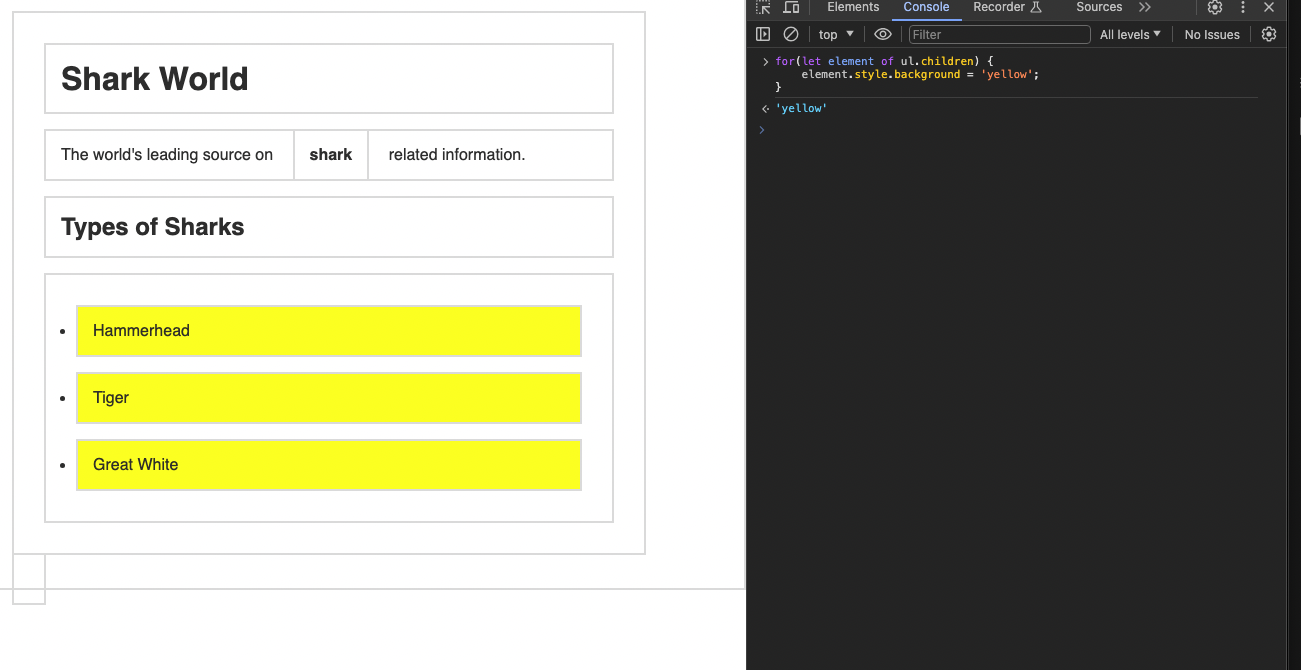 Shark World
The world's leading source on shark related information.
Types of Sharks
• Hammerhead
• Tiger
• Great White
Elements Console Recorder Sources
top Filter All levels No Issues
for(let element of ul.children) {
    element.style.background = 'yellow';
}
'yellow'